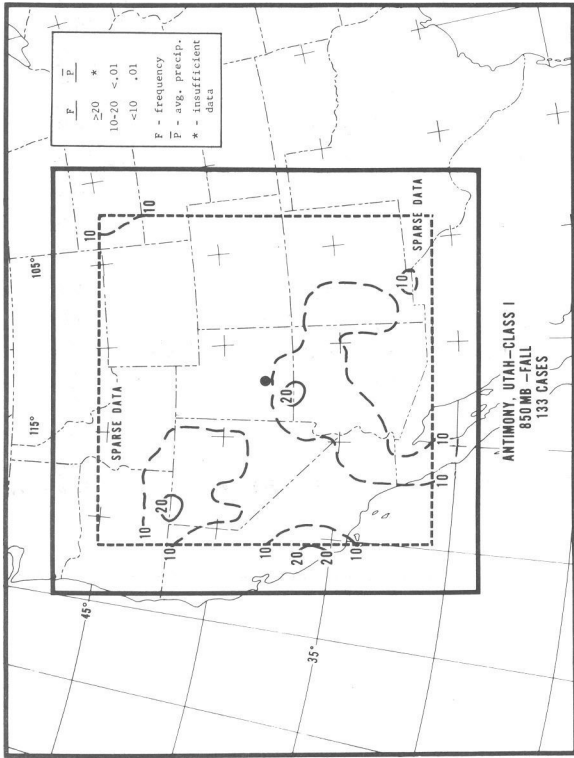 F P̅
≥20 *
10-20 <.01
<10 .01
F - frequency
P̅ - avg. precip.
* - insufficient
data
105°
115°
45°
35°
SPARSE DATA
SPARSE DATA
10
10
10
20
10
10
20
20
10
20
10
10
10
ANTIMONY, UTAH-CLASS I
850 MB - FALL
133 CASES